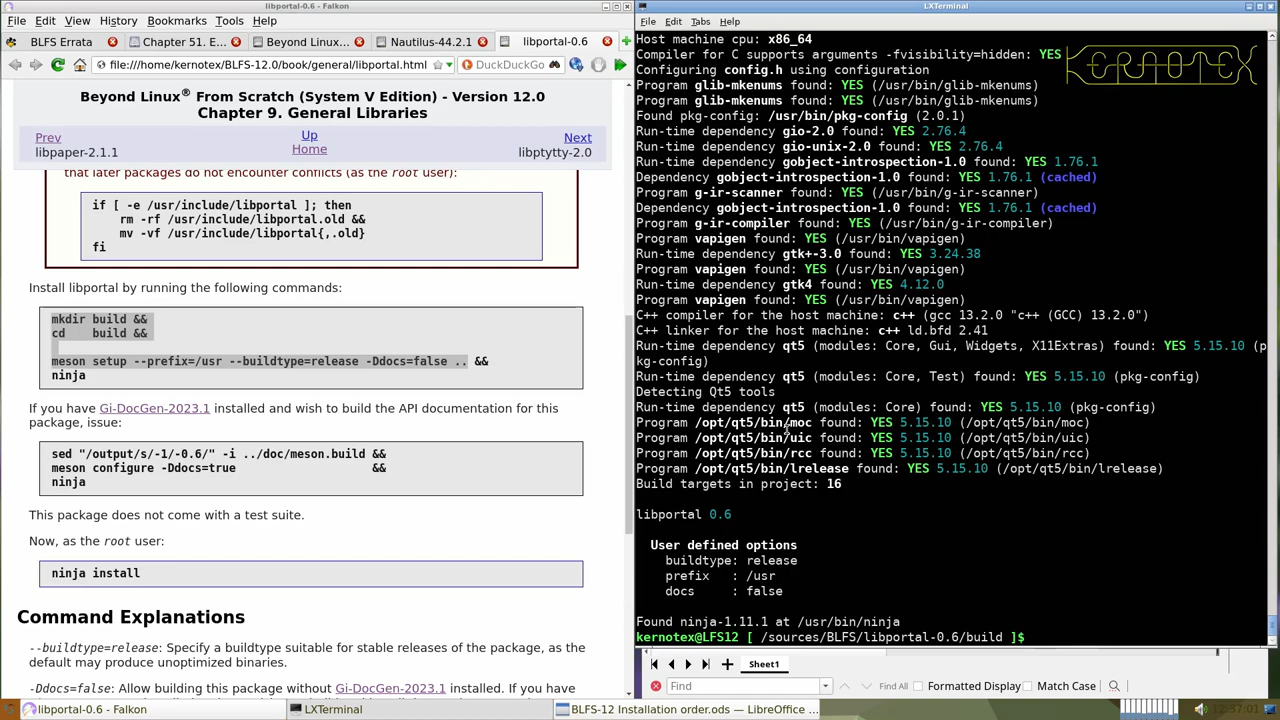 libportal-0.6 - Falkon
File Edit View History Bookmarks Tools Help
BLFS Errata
Chapter 51. E...
Beyond Linux...
Nautilus-44.2.1
libportal-0.6
file:///home/kernotex/BLFS-12.0/book/general/libportal.html
DuckDuckGo
Beyond Linux® From Scratch (System V Edition) - Version 12.0
Chapter 9. General Libraries
Prev
Up
Next
libpaper-2.1.1
Home
libptytty-2.0
that later packages do not encounter conflicts (as the root user):
if [ -e /usr/include/libportal ]; then
rm -rf /usr/include/libportal.old &&
mv -vf /usr/include/libportal{,.old}
fi
Install libportal by running the following commands:
mkdir build &&
cd    build &&
meson setup --prefix=/usr --buildtype=release -Ddocs=false .. &&
ninja
If you have Gi-DocGen-2023.1 installed and wish to build the API documentation for this
package, issue:
sed "/output/s/-1/-0.6/" -i ../doc/meson.build &&
meson configure -Ddocs=true                    &&
ninja
This package does not come with a test suite.
Now, as the root user:
ninja install
Command Explanations
--buildtype=release: Specify a buildtype suitable for stable releases of the package, as the
default may produce unoptimized binaries.
-Ddocs=false: Allow building this package without Gi-DocGen-2023.1 installed. If you have
LXTerminal
File Edit Tabs Help
Host machine cpu: x86_64
Compiler for C supports arguments -fvisibility=hidden: YES
Configuring config.h using configuration
Program glib-mkenums found: YES (/usr/bin/glib-mkenums)
Program glib-mkenums found: YES (/usr/bin/glib-mkenums)
Found pkg-config: /usr/bin/pkg-config (2.0.1)
Run-time dependency gio-2.0 found: YES 2.76.4
Run-time dependency gio-unix-2.0 found: YES 2.76.4
Run-time dependency gobject-introspection-1.0 found: YES 1.76.1
Dependency gobject-introspection-1.0 found: YES 1.76.1 (cached)
Program g-ir-scanner found: YES (/usr/bin/g-ir-scanner)
Dependency gobject-introspection-1.0 found: YES 1.76.1 (cached)
Program g-ir-compiler found: YES (/usr/bin/g-ir-compiler)
Program vapigen found: YES (/usr/bin/vapigen)
Run-time dependency gtk+-3.0 found: YES 3.24.38
Program vapigen found: YES (/usr/bin/vapigen)
Run-time dependency gtk4 found: YES 4.12.0
Program vapigen found: YES (/usr/bin/vapigen)
C++ compiler for the host machine: c++ (gcc 13.2.0 "c++ (GCC) 13.2.0")
C++ linker for the host machine: c++ ld.bfd 2.41
Run-time dependency qt5 (modules: Core, Gui, Widgets, X11Extras) found: YES 5.15.10 (p
kg-config)
Run-time dependency qt5 (modules: Core, Test) found: YES 5.15.10 (pkg-config)
Detecting Qt5 tools
Run-time dependency qt5 (modules: Core) found: YES 5.15.10 (pkg-config)
Program /opt/qt5/bin/moc found: YES 5.15.10 (/opt/qt5/bin/moc)
Program /opt/qt5/bin/uic found: YES 5.15.10 (/opt/qt5/bin/uic)
Program /opt/qt5/bin/rcc found: YES 5.15.10 (/opt/qt5/bin/rcc)
Program /opt/qt5/bin/lrelease found: YES 5.15.10 (/opt/qt5/bin/lrelease)
Build targets in project: 16
libportal 0.6
User defined options
buildtype: release
prefix   : /usr
docs     : false
Found ninja-1.11.1 at /usr/bin/ninja
kernotex@LFS12 [ /sources/BLFS/libportal-0.6/build ]$
Sheet1
Find
Find All
Formatted Display
Match Case
libportal-0.6 - Falkon
LXTerminal
BLFS-12 Installation order.ods — LibreOffice ...
12:37:01